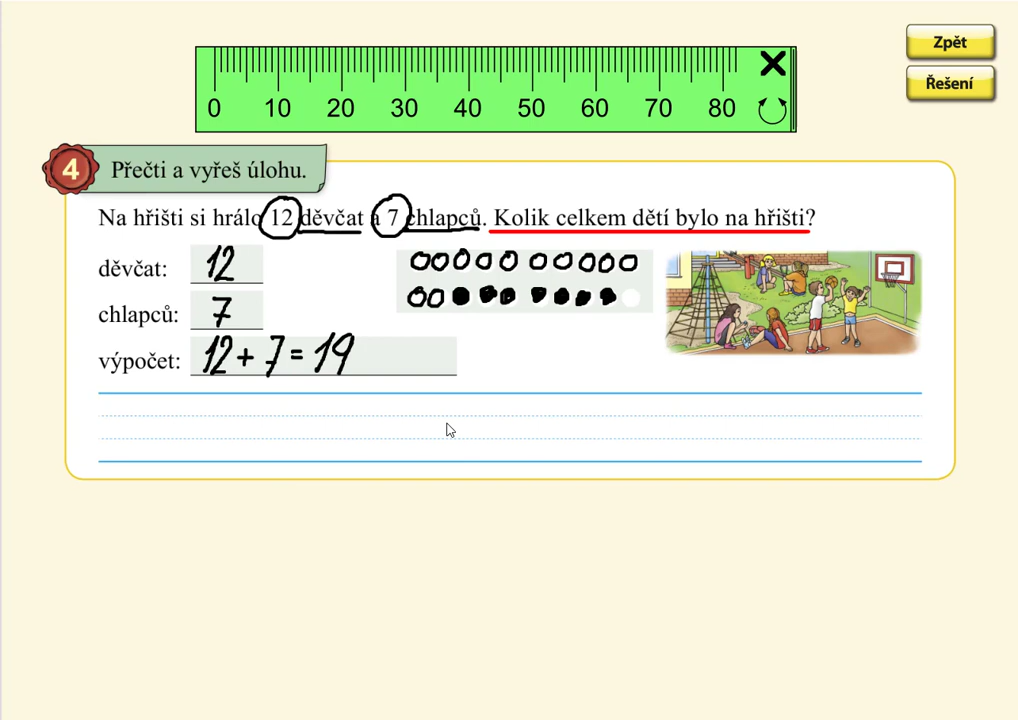 Zpět
Řešení
0 10 20 30 40 50 60 70 80
4 Přečti a vyřeš úlohu.
Na hřišti si hrálo 12 děvčat a 7 chlapců. Kolik celkem dětí bylo na hřišti?
děvčat: 12
chlapců: 7
výpočet: 12 + 7 = 19